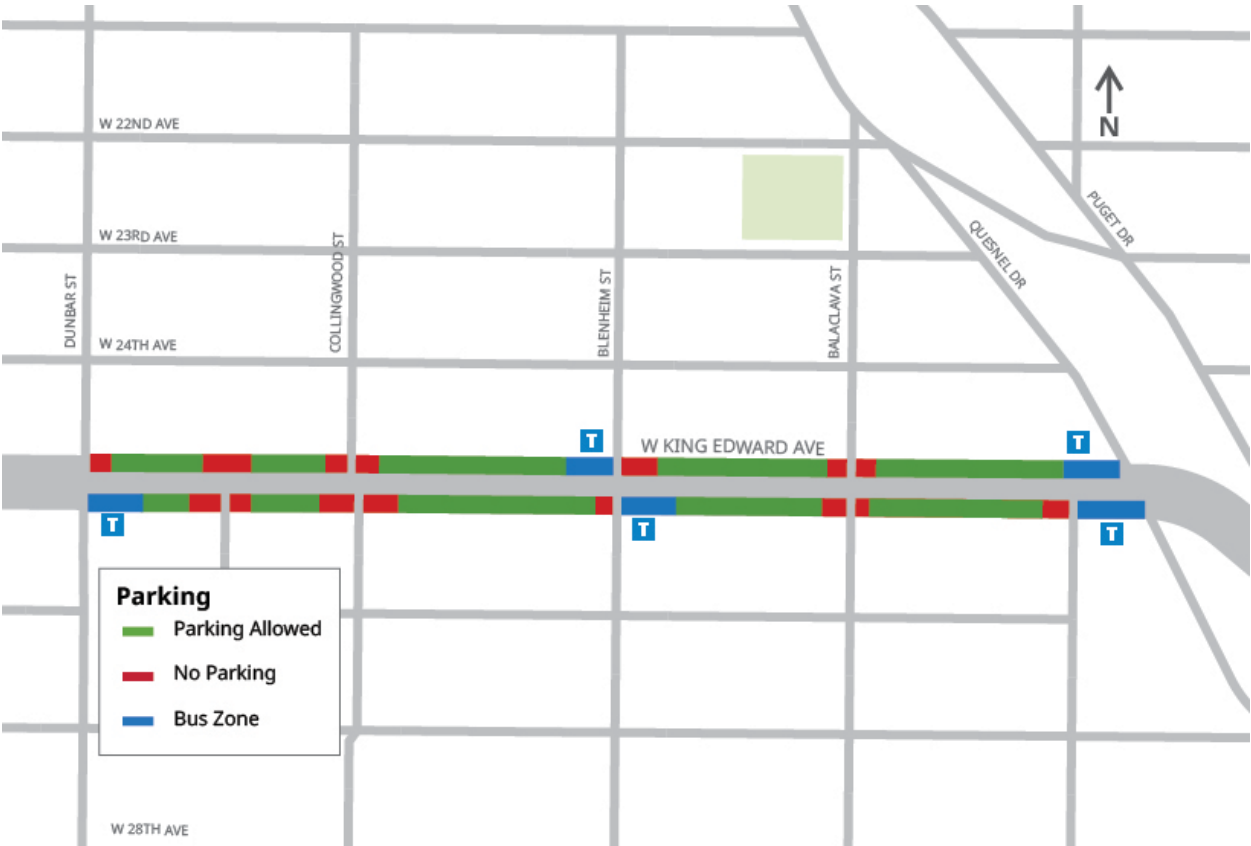 W 22ND AVE
N
PUGET DR
W 23RD AVE
QUESNEL DR
COLLINGWOOD ST
DUNBAR ST
BLENHEIM ST
BALACLAVA ST
W 24TH AVE
T
W KING EDWARD AVE
T
T
T
T
Parking
Parking Allowed
No Parking
Bus Zone
W 28TH AVE